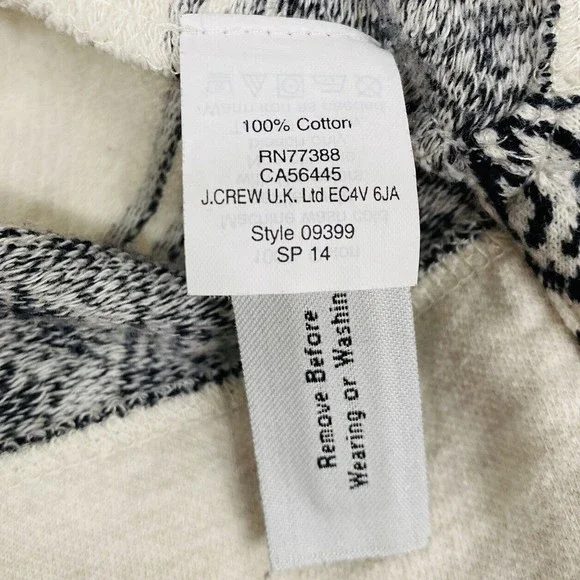 100% Cotton
RN77388
CA56445
J.CREW U.K. Ltd EC4V 6JA
Style 09399
SP 14
Remove Before
Wearing or Washin